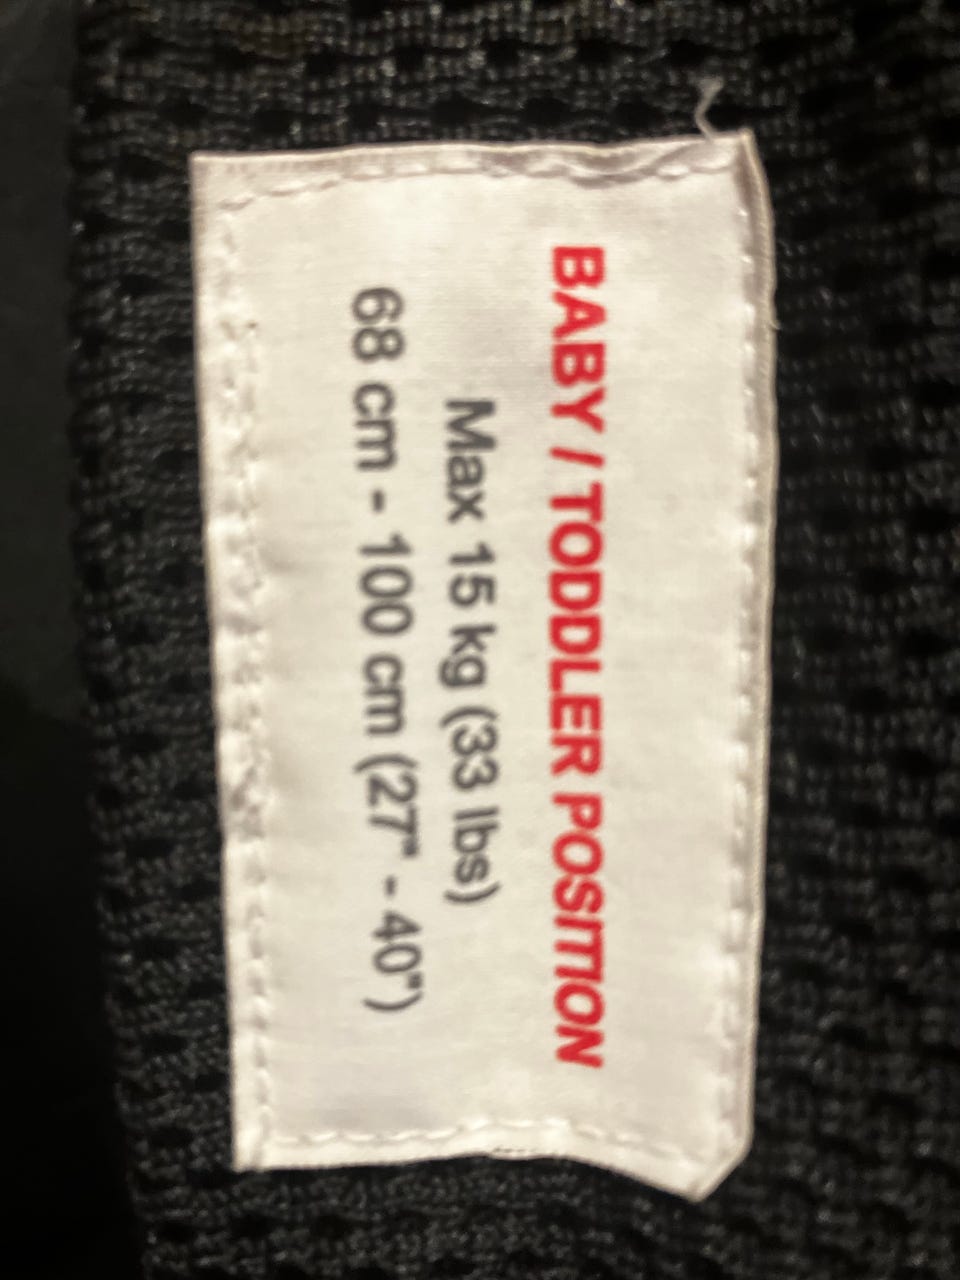 BABY / TODDLER POSITION
Max 15 kg (33 lbs)
68 cm - 100 cm (27" - 40")